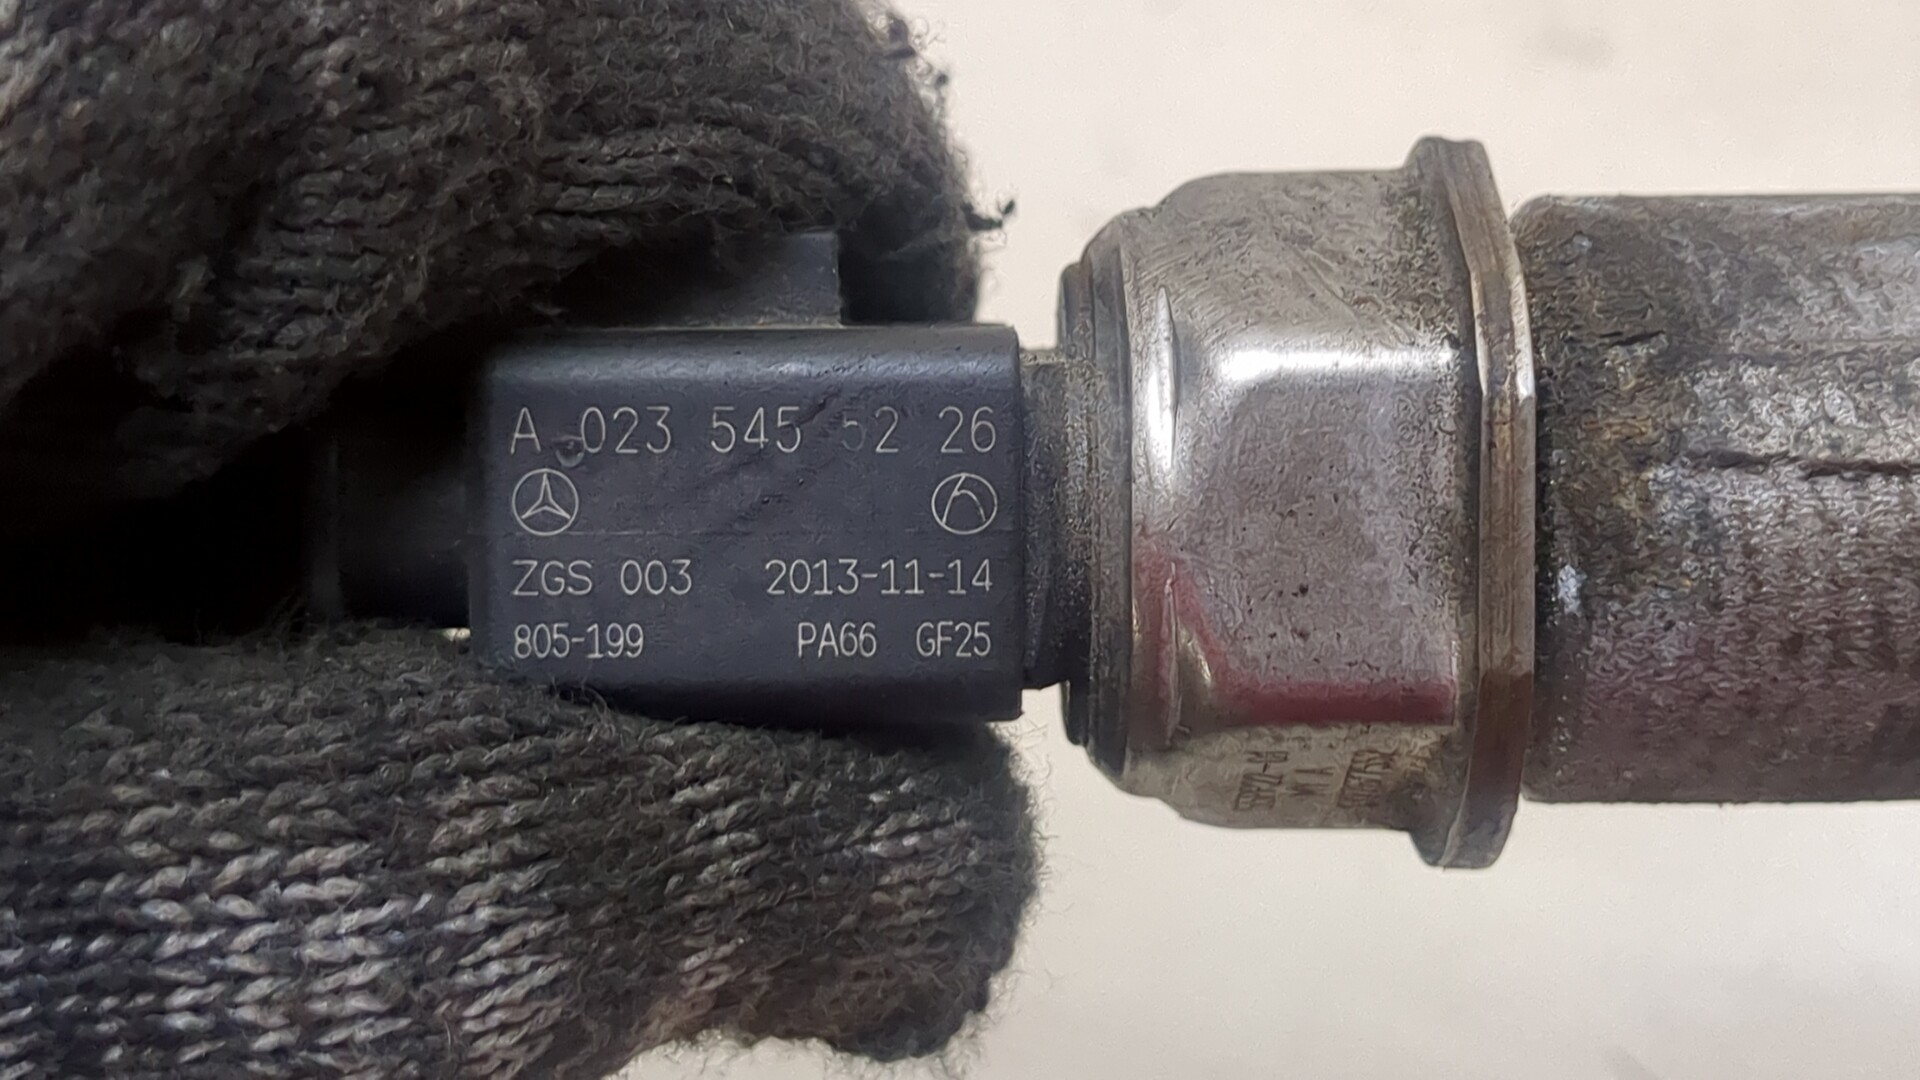 A 023 545 52 26
ZGS 003 2013-11-14
805-199 PA66 GF25